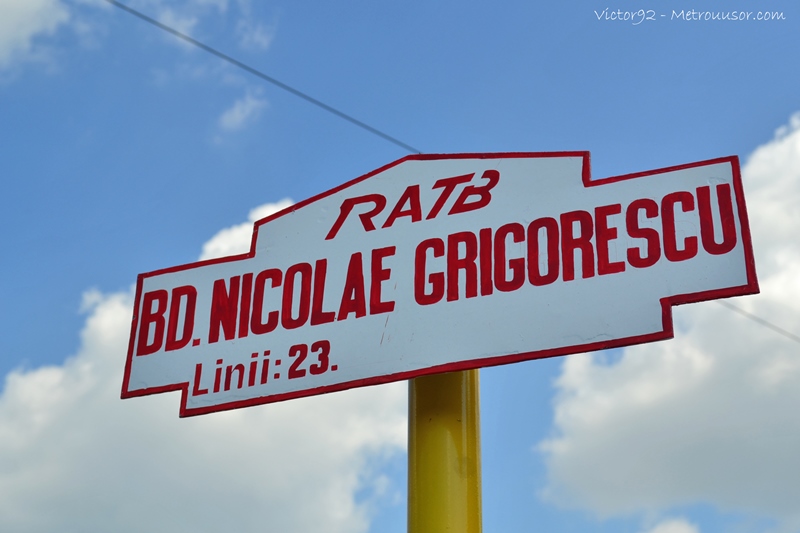 Victor92 - Metrouusor.com
RATB
BD. NICOLAE GRIGORESCU
Linii: 23.